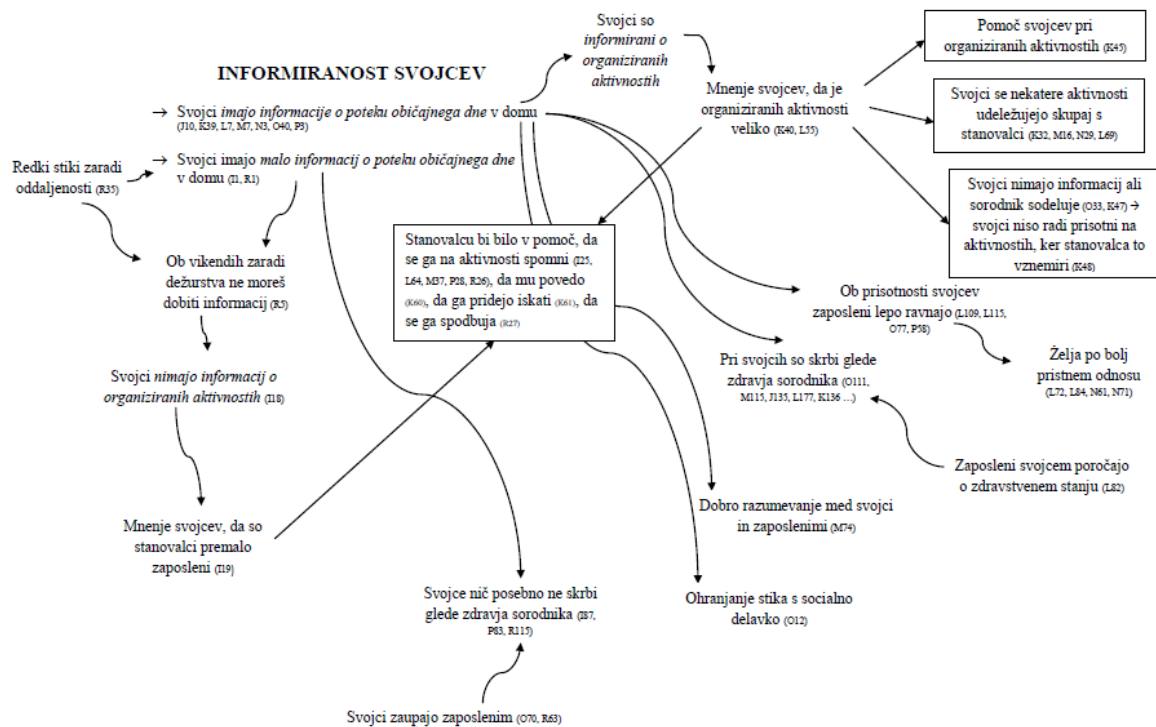 INFORMIRANOST SVOJCEV
→ Svojci imajo informacije o poteku običajnega dne v domu
(J10, K39, L7, M7, N3, O40, P3)
→ Svojci imajo malo informacij o poteku običajnega dne
v domu (I1, R1)
Redki stiki zaradi
oddaljenosti (R35)
Ob vikendih zaradi
dežurstva ne moreš
dobiti informacij (R5)
Svojci nimajo informacij o
organiziranih aktivnostih (I18)
Mnenje svojcev, da so
stanovalci premalo
zaposleni (I19)
Svojci so
informirani o
organiziranih
aktivnostih
Mnenje svojcev, da je
organiziranih aktivnosti
veliko (K40, L55)
Pomoč svojcev pri
organiziranih aktivnostih (K45)
Svojci se nekatere aktivnosti
udeležujejo skupaj s
stanovalci (K32, M16, N29, L69)
Svojci nimajo informacij ali
sorodnik sodeluje (O33, K47) →
svojci niso radi prisotni na
aktivnostih, ker stanovalca to
vznemiri (K48)
Stanovalcu bi bilo v pomoč, da
se ga na aktivnosti spomni (I25,
L64, M37, P28, R26), da mu povedo
(K60), da ga pridejo iskati (K61), da
se ga spodbuja (R27)
Ob prisotnosti svojcev
zaposleni lepo ravnajo (L109, L115,
O77, P58)
Želja po bolj
pristnem odnosu
(L72, L84, N61, N71)
Pri svojcih so skrbi glede
zdravja sorodnika (O111,
M115, J135, L177, K136 ...)
Zaposleni svojcem poročajo
o zdravstvenem stanju (L82)
Dobro razumevanje med svojci
in zaposlenimi (M74)
Ohranjanje stika s socialno
delavko (O12)
Svojce nič posebno ne skrbi
glede zdravja sorodnika (I87,
P83, R115)
Svojci zaupajo zaposlenim (O70, R63)